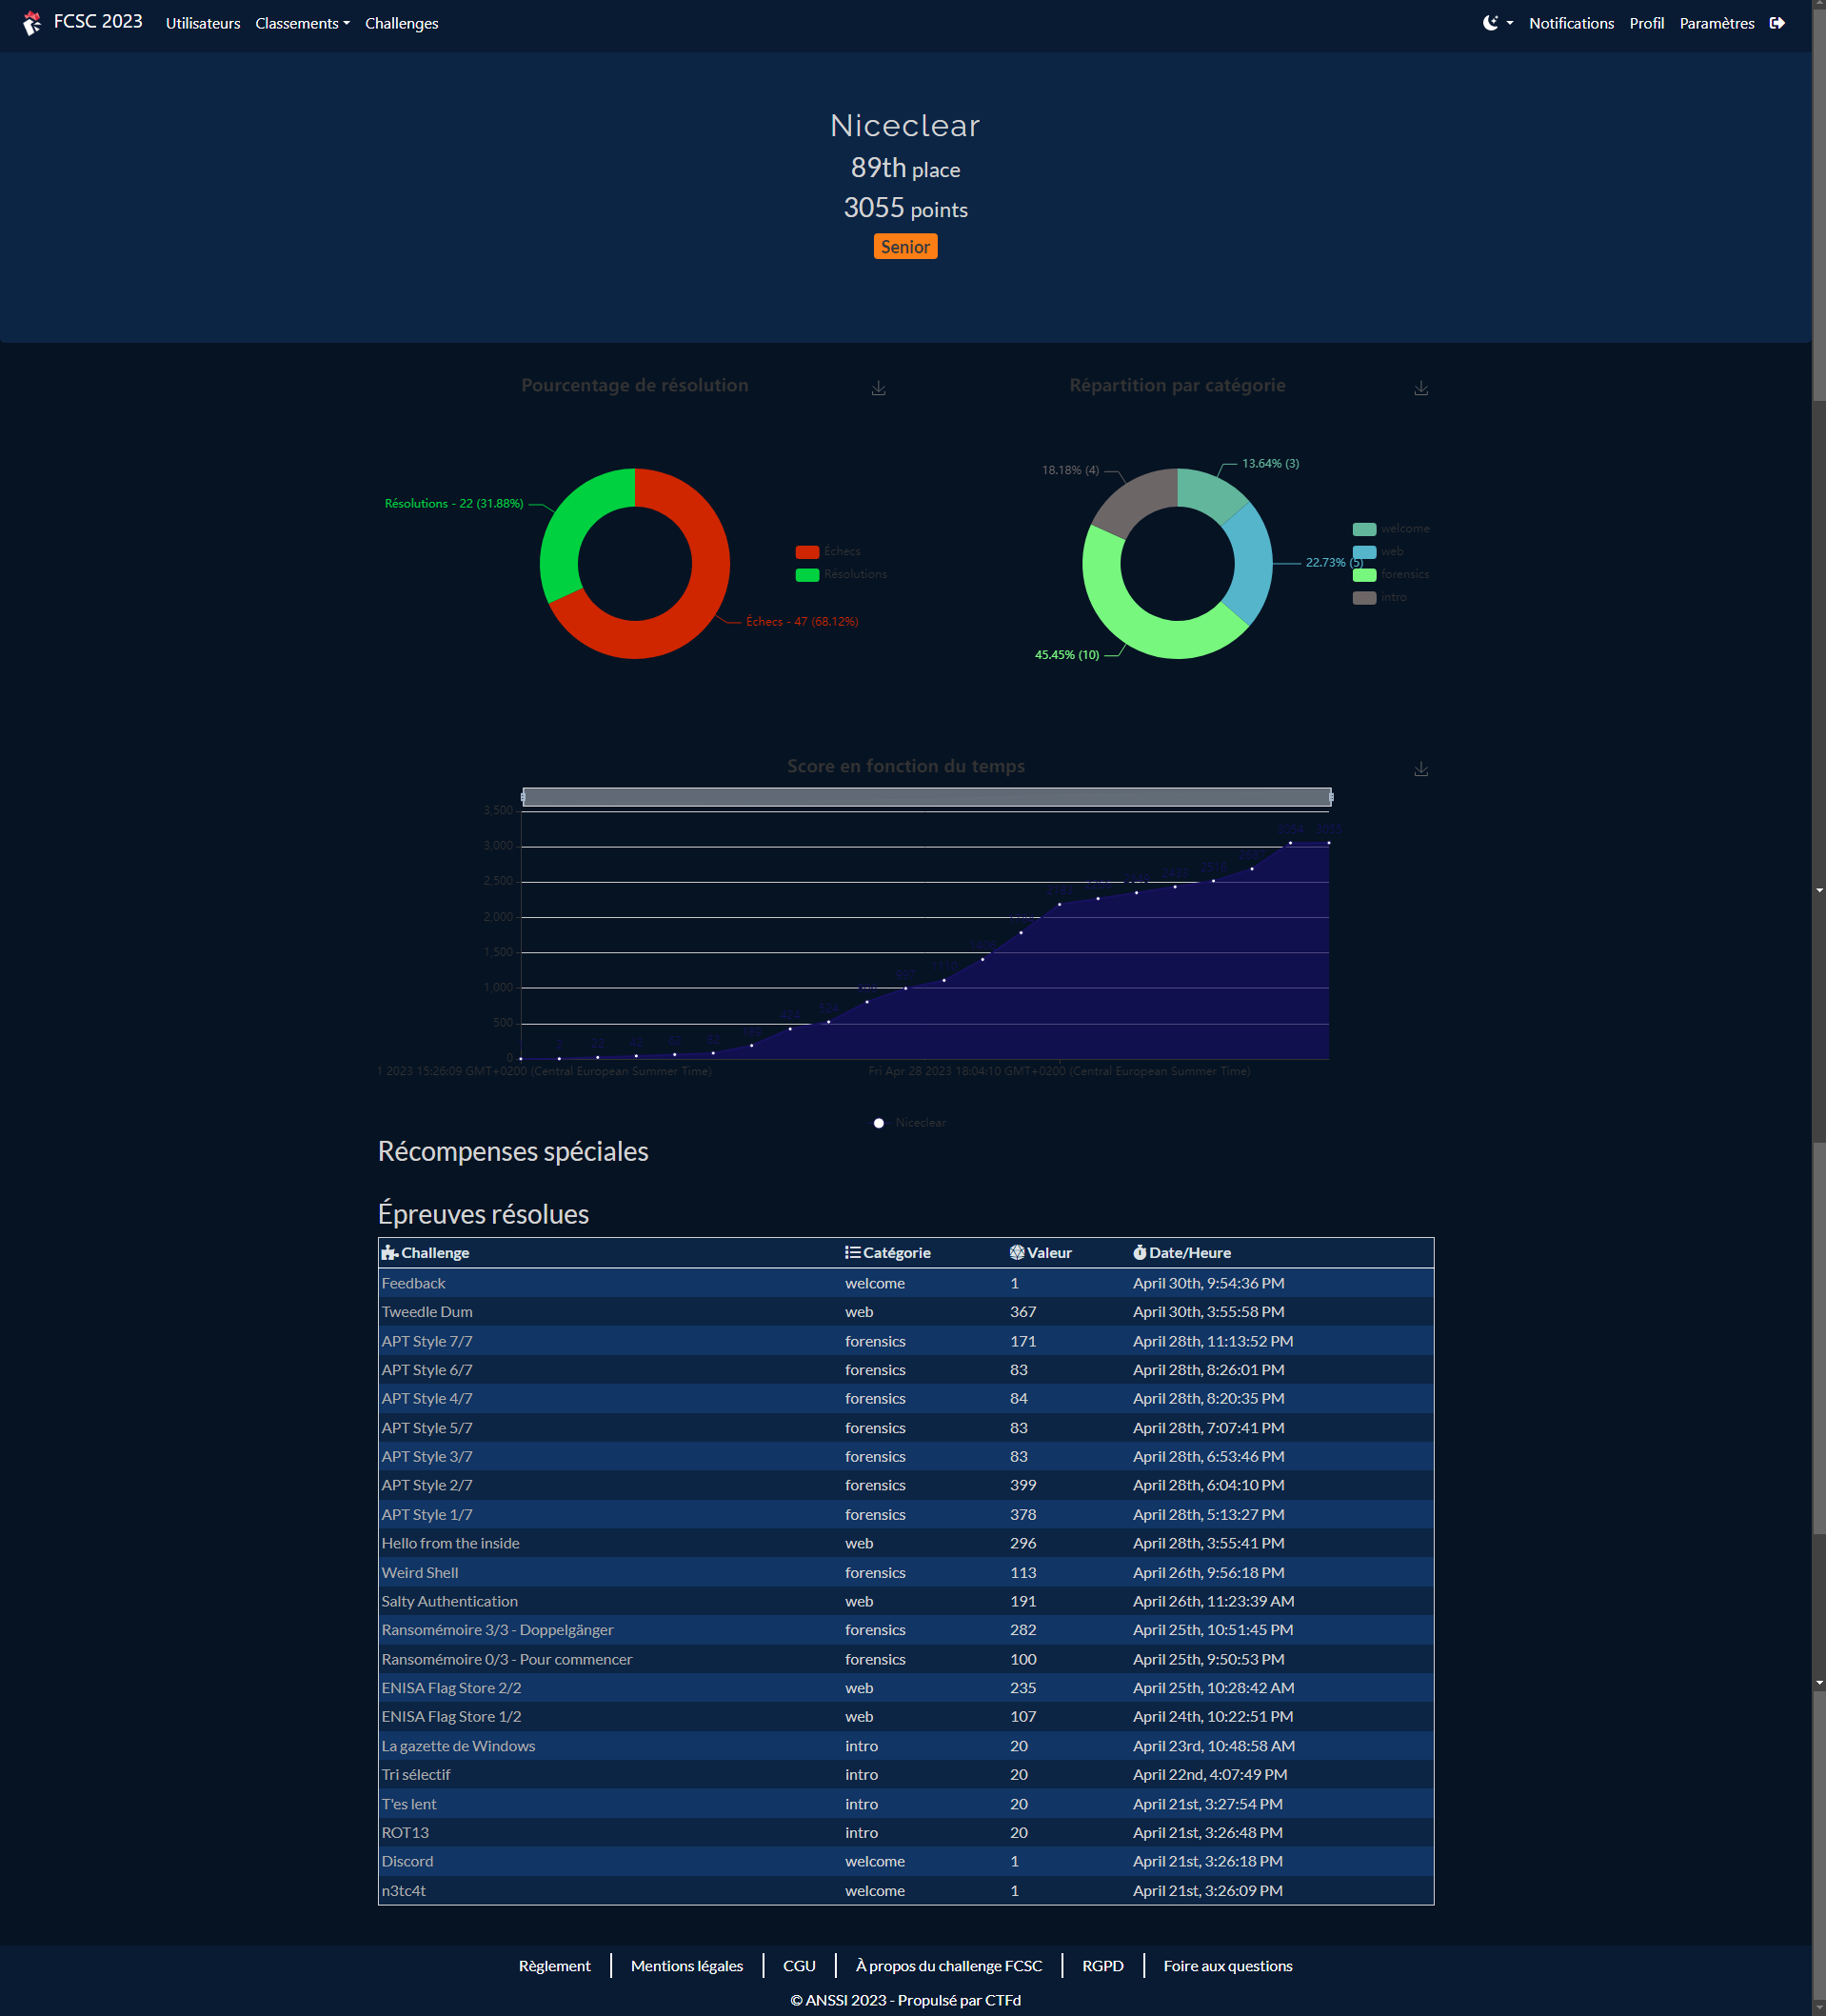 FCSC 2023 Utilisateurs Classements Challenges Notifications Profil Paramètres
Niceclear
89th place
3055 points
Senior
Pourcentage de résolution
Résolutions - 22 (31.88%)
Échecs - 47 (68.12%)
Échecs
Résolutions
Répartition par catégorie
13.64% (3)
18.18% (4)
22.73% (5)
45.45% (10)
welcome
web
forensics
intro
Score en fonction du temps
3,500
3,000
2,500
2,000
1,500
1,000
500
0
22
424
3054 3055
1 2023 15:26:09 GMT+0200 (Central European Summer Time) Fri Apr 28 2023 18:04:10 GMT+0200 (Central European Summer Time)
Niceclear
Récompenses spéciales
Épreuves résolues
Challenge Catégorie Valeur Date/Heure
Feedback welcome 1 April 30th, 9:54:36 PM
Tweedle Dum web 367 April 30th, 3:55:58 PM
APT Style 7/7 forensics 171 April 28th, 11:13:52 PM
APT Style 6/7 forensics 83 April 28th, 8:26:01 PM
APT Style 4/7 forensics 84 April 28th, 8:20:35 PM
APT Style 5/7 forensics 83 April 28th, 7:07:41 PM
APT Style 3/7 forensics 83 April 28th, 6:53:46 PM
APT Style 2/7 forensics 399 April 28th, 6:04:10 PM
APT Style 1/7 forensics 378 April 28th, 5:13:27 PM
Hello from the inside web 296 April 28th, 3:55:41 PM
Weird Shell forensics 113 April 26th, 9:56:18 PM
Salty Authentication web 191 April 26th, 11:23:39 AM
Ransomémoire 3/3 - Doppelgänger forensics 282 April 25th, 10:51:45 PM
Ransomémoire 0/3 - Pour commencer forensics 100 April 25th, 9:50:53 PM
ENISA Flag Store 2/2 web 235 April 25th, 10:28:42 AM
ENISA Flag Store 1/2 web 107 April 24th, 10:22:51 PM
La gazette de Windows intro 20 April 23rd, 10:48:58 AM
Tri sélectif intro 20 April 22nd, 4:07:49 PM
T'es lent intro 20 April 21st, 3:27:54 PM
ROT13 intro 20 April 21st, 3:26:48 PM
Discord welcome 1 April 21st, 3:26:18 PM
n3tc4t welcome 1 April 21st, 3:26:09 PM
Règlement Mentions légales CGU À propos du challenge FCSC RGPD Foire aux questions
© ANSSI 2023 - Propulsé par CTFd